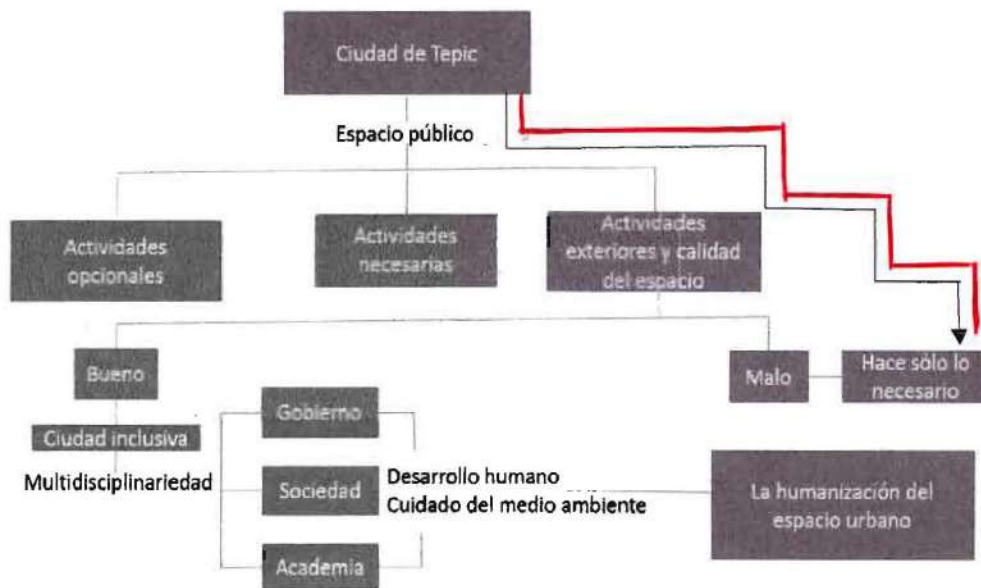 Ciudad de Tepic
Espacio público
Actividades
opcionales
Actividades
necesarias
Actividades
exteriores y calidad
del espacio
Bueno
Malo
Hace sólo lo
necesario
Ciudad inclusiva
Multidisciplinariedad
Gobierno
Sociedad
Academia
Desarrollo humano
Cuidado del medio ambiente
La humanización del
espacio urbano